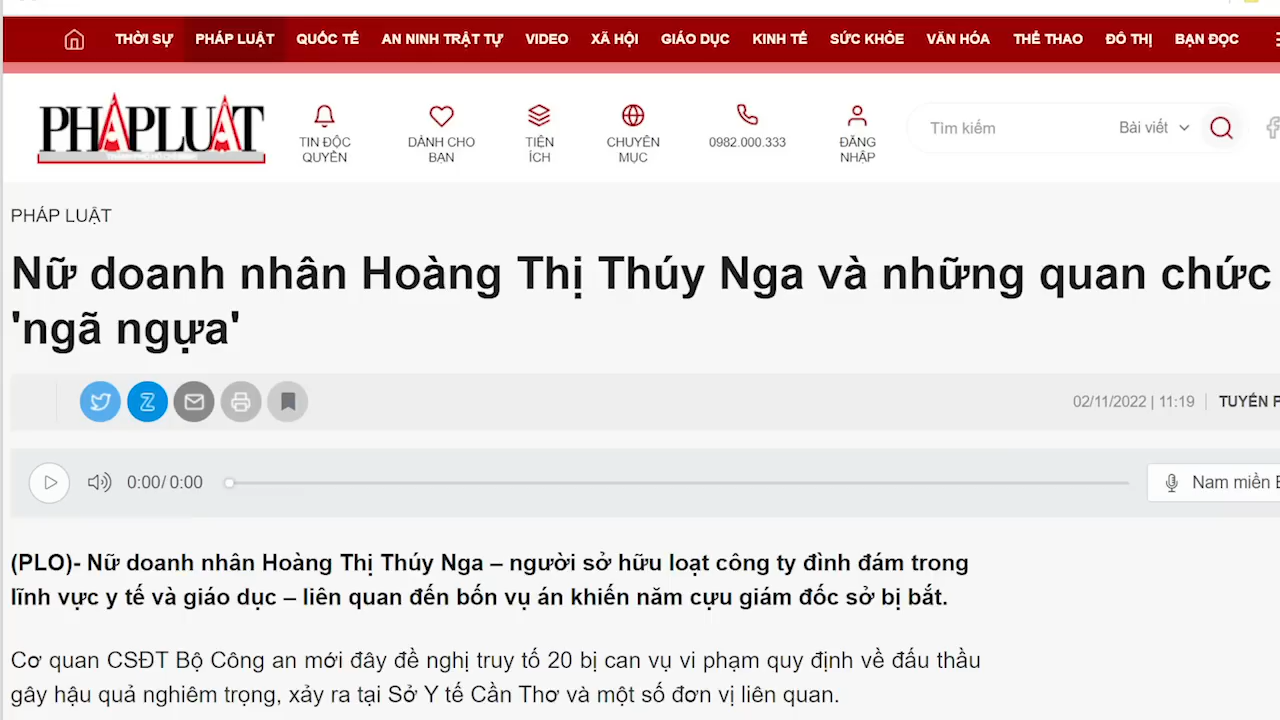 THỜI SỰ PHÁP LUẬT QUỐC TẾ AN NINH TRẬT TỰ VIDEO XÃ HỘI GIÁO DỤC KINH TẾ SỨC KHỎE VĂN HÓA THỂ THAO ĐÔ THỊ BẠN ĐỌC
PHÁP LUẬT
TIN ĐỘC
QUYỀN
DÀNH CHO
BẠN
TIỆN
ÍCH
CHUYÊN
MỤC
0982.000.333
ĐĂNG
NHẬP
Tìm kiếm
Bài viết
PHÁP LUẬT
Nữ doanh nhân Hoàng Thị Thúy Nga và những quan chức
'ngã ngựa'
02/11/2022 | 11:19 TUYẾN
0:00/ 0:00
Nam miền
(PLO)- Nữ doanh nhân Hoàng Thị Thúy Nga – người sở hữu loạt công ty đình đám trong
lĩnh vực y tế và giáo dục – liên quan đến bốn vụ án khiến năm cựu giám đốc sở bị bắt.
Cơ quan CSĐT Bộ Công an mới đây đề nghị truy tố 20 bị can vụ vi phạm quy định về đấu thầu
gây hậu quả nghiêm trọng, xảy ra tại Sở Y tế Cần Thơ và một số đơn vị liên quan.